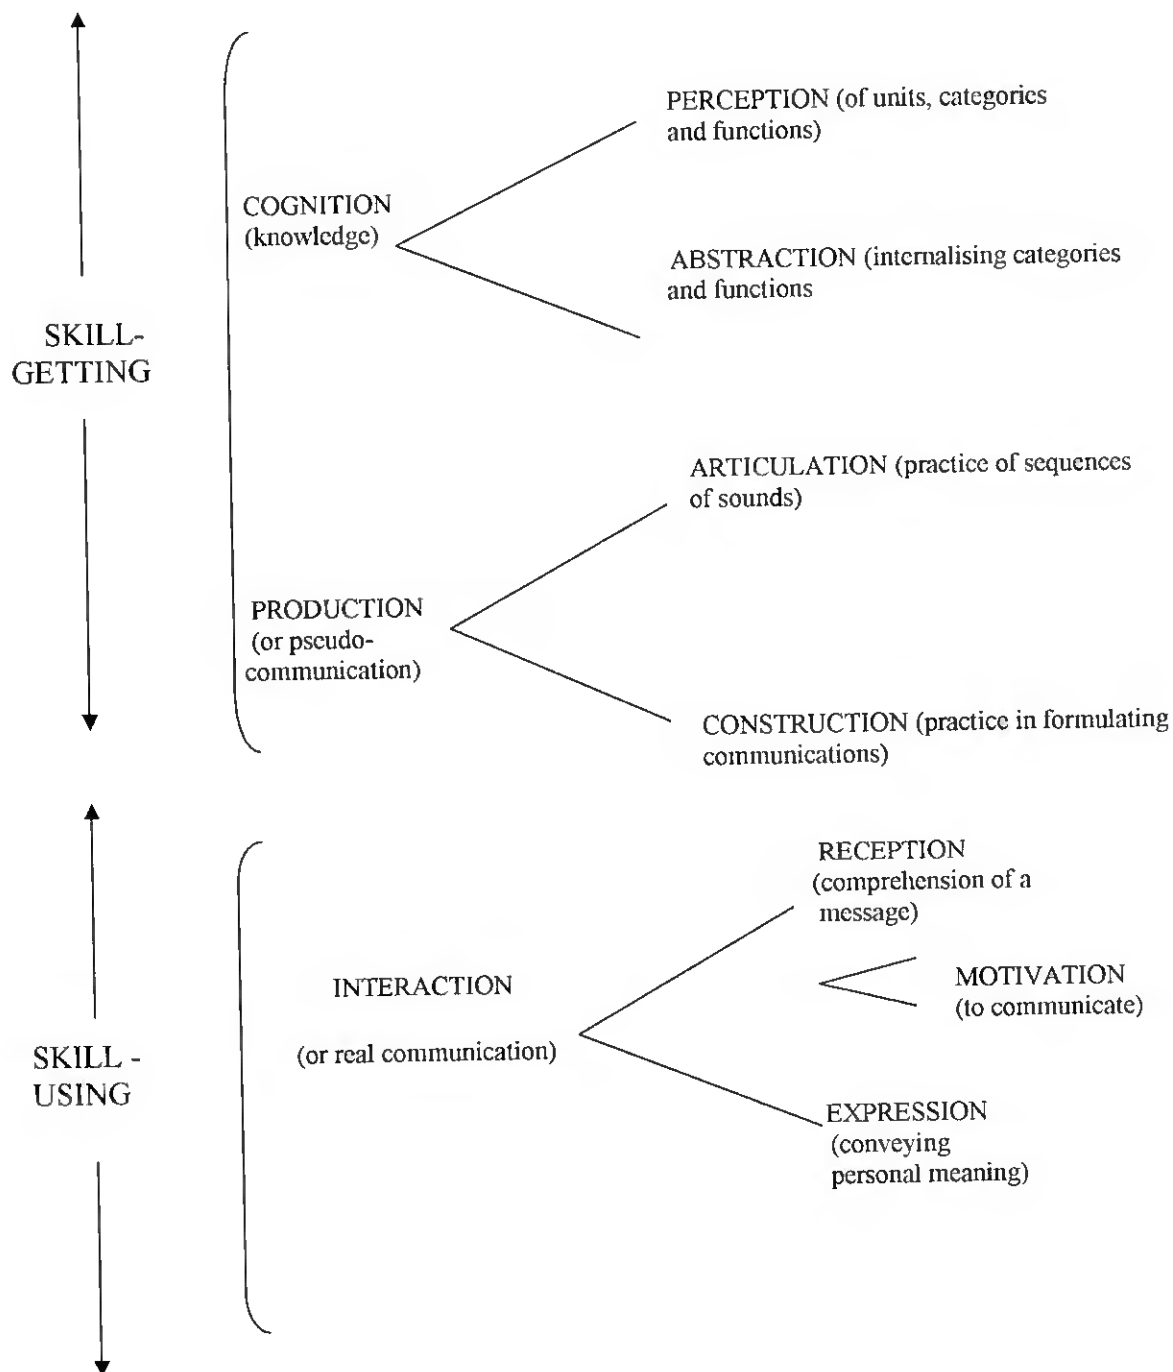 PERCEPTION (of units, categories
and functions)
COGNITION
(knowledge)
ABSTRACTION (internalising categories
and functions
SKILL-
GETTING
ARTICULATION (practice of sequences
of sounds)
PRODUCTION
(or pseudo-
communication)
CONSTRUCTION (practice in formulating
communications)
RECEPTION
(comprehension of a
message)
INTERACTION
(or real communication)
MOTIVATION
(to communicate)
SKILL -
USING
EXPRESSION
(conveying
personal meaning)